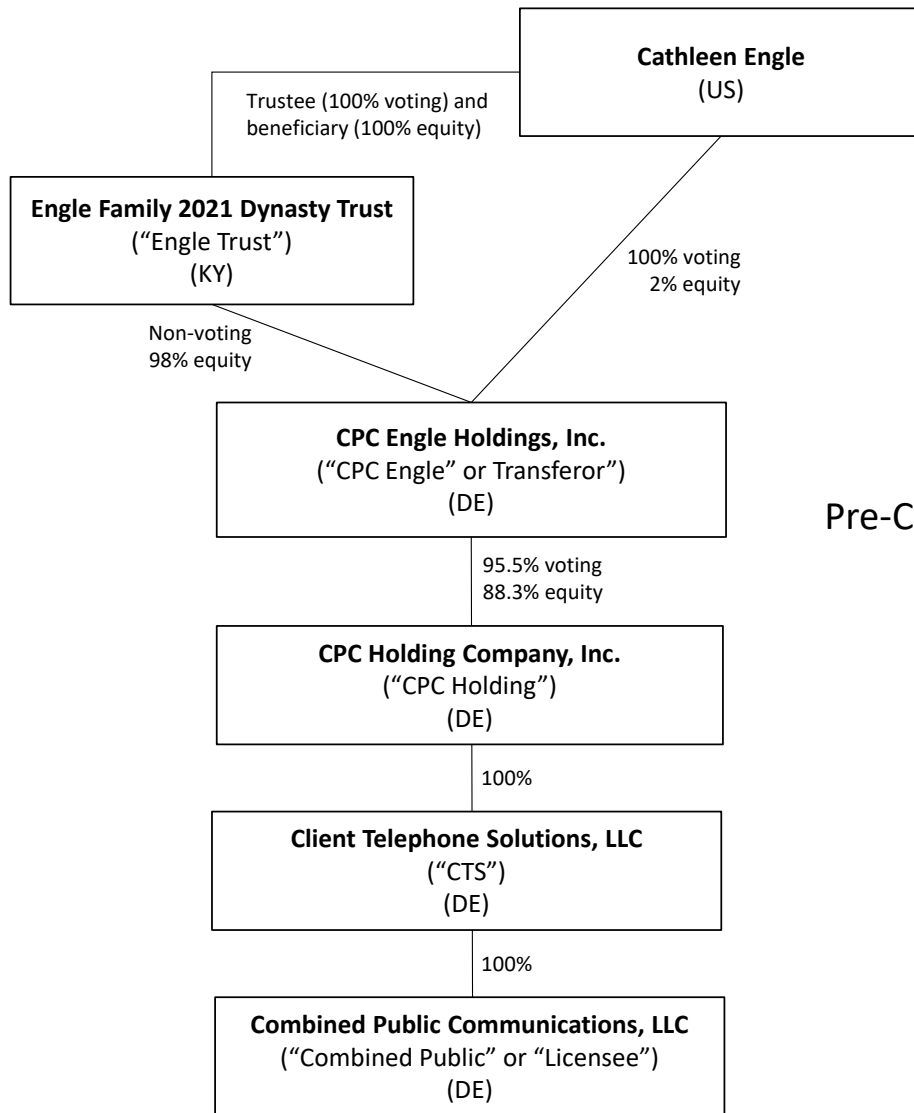 Cathleen Engle
(US)
Trustee (100% voting) and
beneficiary (100% equity)
Engle Family 2021 Dynasty Trust
(“Engle Trust”)
(KY)
100% voting
2% equity
Non-voting
98% equity
CPC Engle Holdings, Inc.
(“CPC Engle” or Transferor”)
(DE)
Pre-C
95.5% voting
88.3% equity
CPC Holding Company, Inc.
(“CPC Holding”)
(DE)
100%
Client Telephone Solutions, LLC
(“CTS”)
(DE)
100%
Combined Public Communications, LLC
(“Combined Public” or “Licensee”)
(DE)